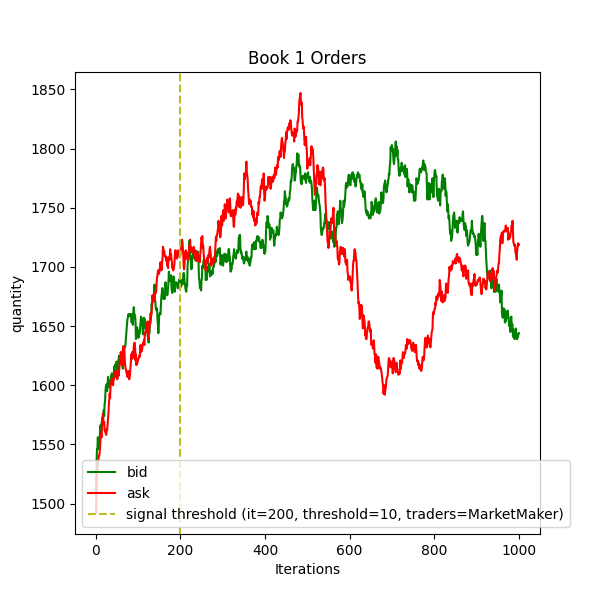 Book 1 Orders
quantity
1850
1800
1750
1700
1650
1600
1550
1500
bid
ask
signal threshold (it=200, threshold=10, traders=MarketMaker)
0 200 400 600 800 1000
Iterations